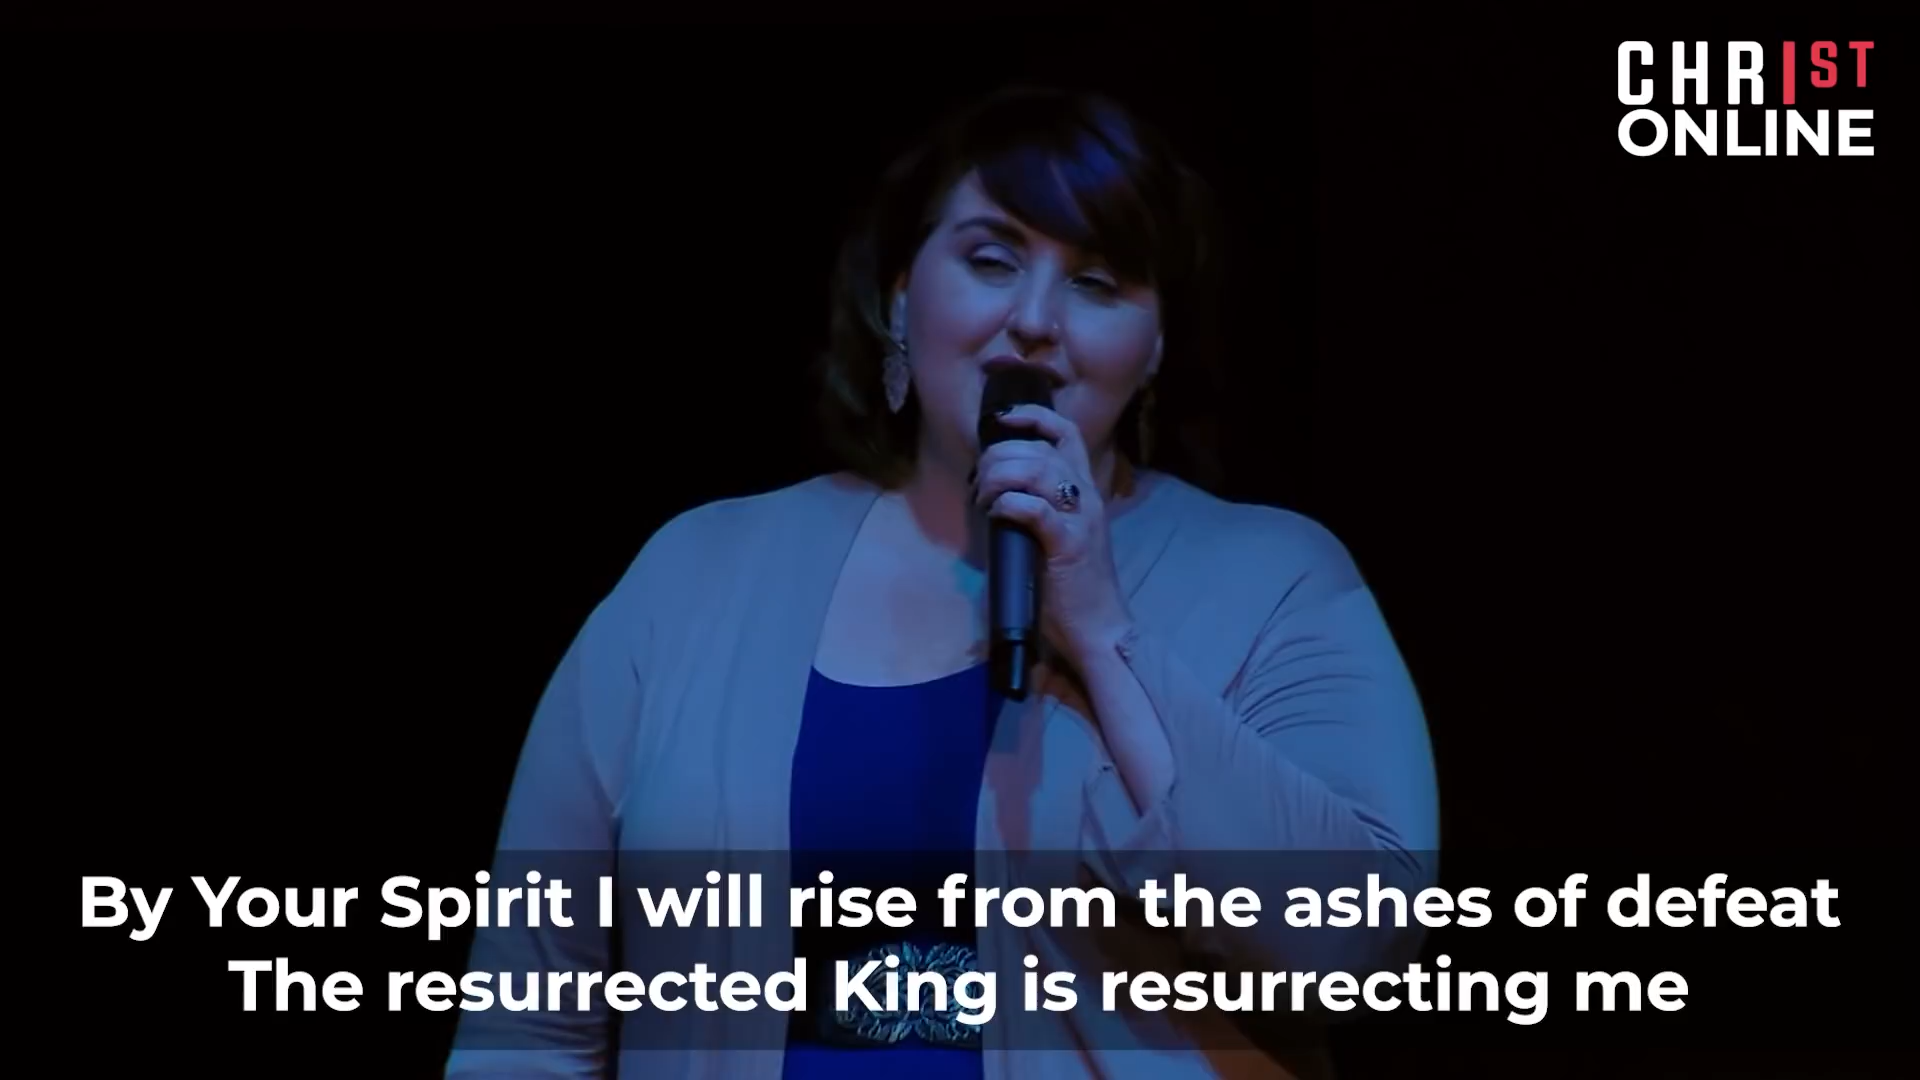 CHRIST
ONLINE
By Your Spirit I will rise from the ashes of defeat
The resurrected King is resurrecting me